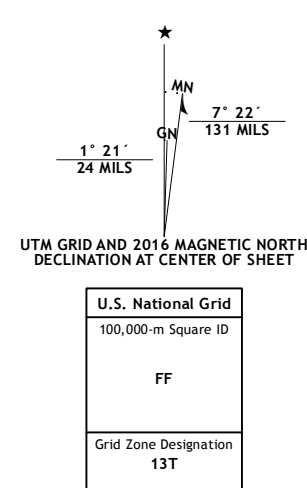 MN
7° 22´
131 MILS
GN
1° 21´
24 MILS
UTM GRID AND 2016 MAGNETIC NORTH
DECLINATION AT CENTER OF SHEET
U.S. National Grid
100,000-m Square ID
FF
Grid Zone Designation
13T